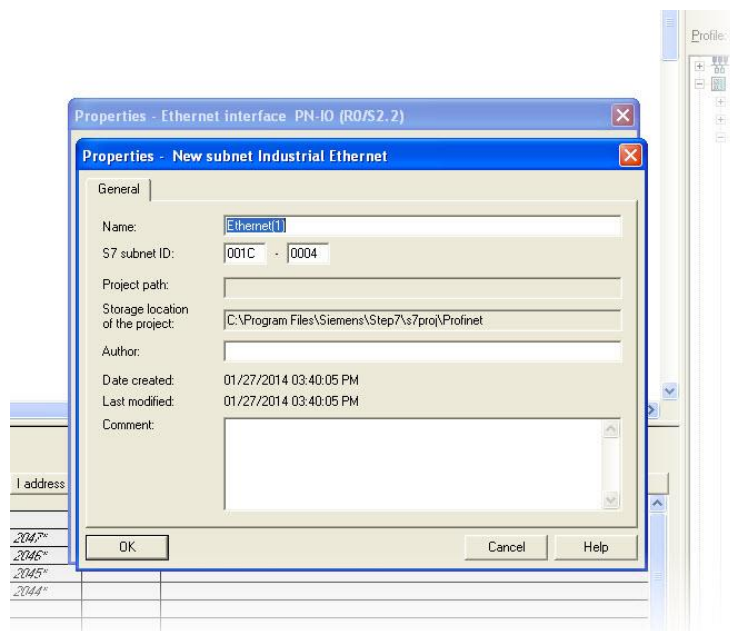 Profile:
Properties - Ethernet interface PN-IO (R0/S2.2)
Properties - New subnet Industrial Ethernet
General
Name: Ethernet(1)
S7 subnet ID: 001C - 0004
Project path:
Storage location
of the project: C:\Program Files\Siemens\Step7\s7proj\Profinet
Author:
Date created: 01/27/2014 03:40:05 PM
Last modified: 01/27/2014 03:40:05 PM
Comment:
I address
2047*
2046*
2045*
2044*
OK Cancel Help